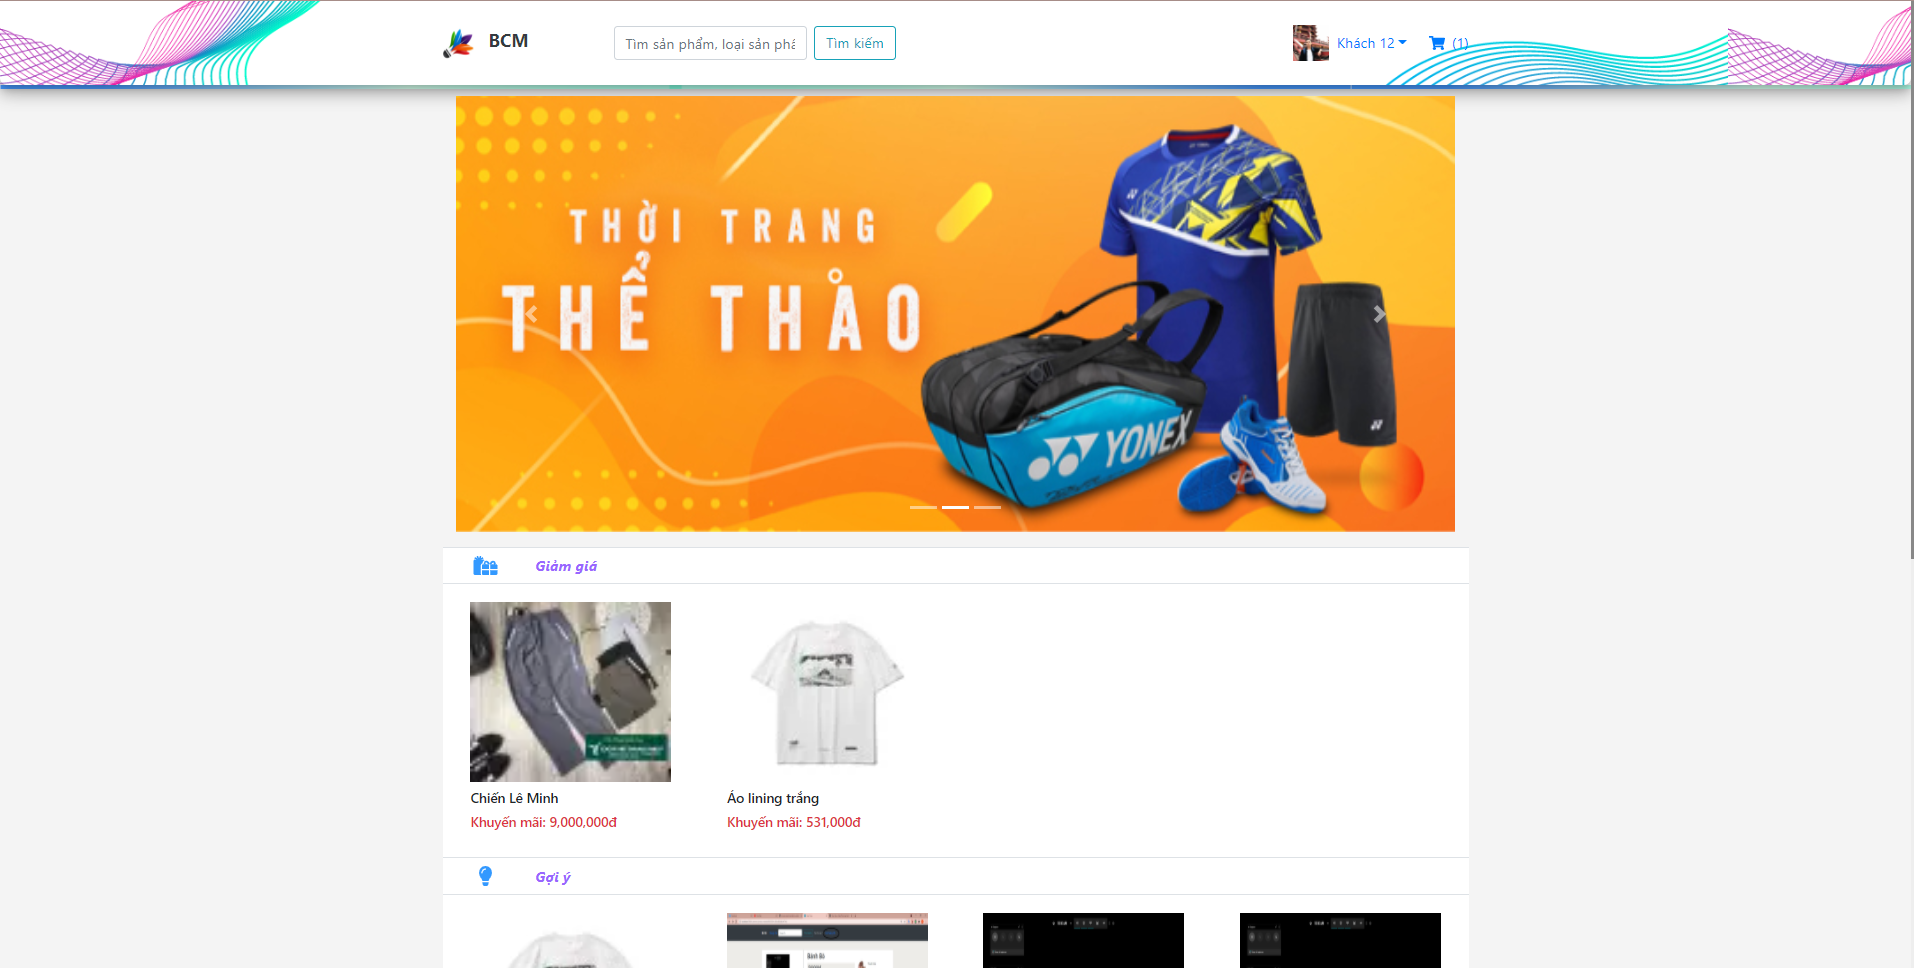 BCM
Tìm sản phẩm, loại sản phẩ
Tìm kiếm
Khách 12
(1)
THỜI TRANG
THỂ THẢO
YONEX
Giảm giá
Chiến Lê Minh
Khuyến mãi: 9,000,000đ
Áo lining trắng
Khuyến mãi: 531,000đ
Gợi ý